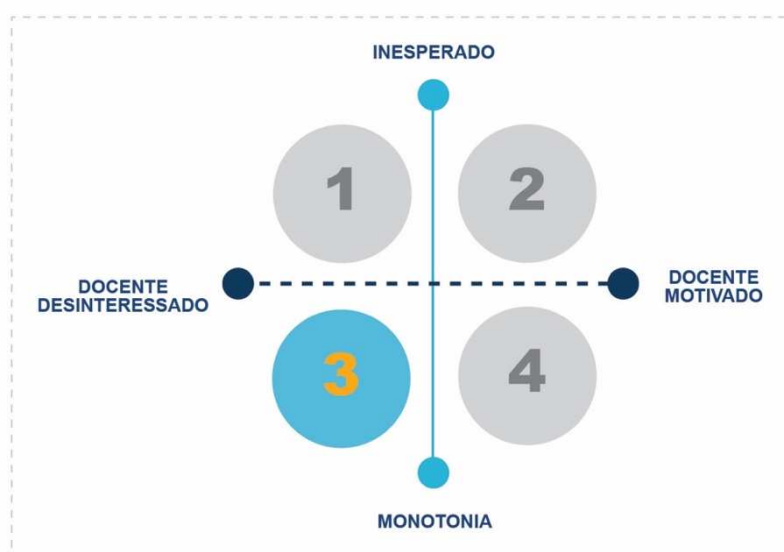 INESPERADO
1
2
DOCENTE
DESINTERESSADO
DOCENTE
MOTIVADO
3
4
MONOTONIA